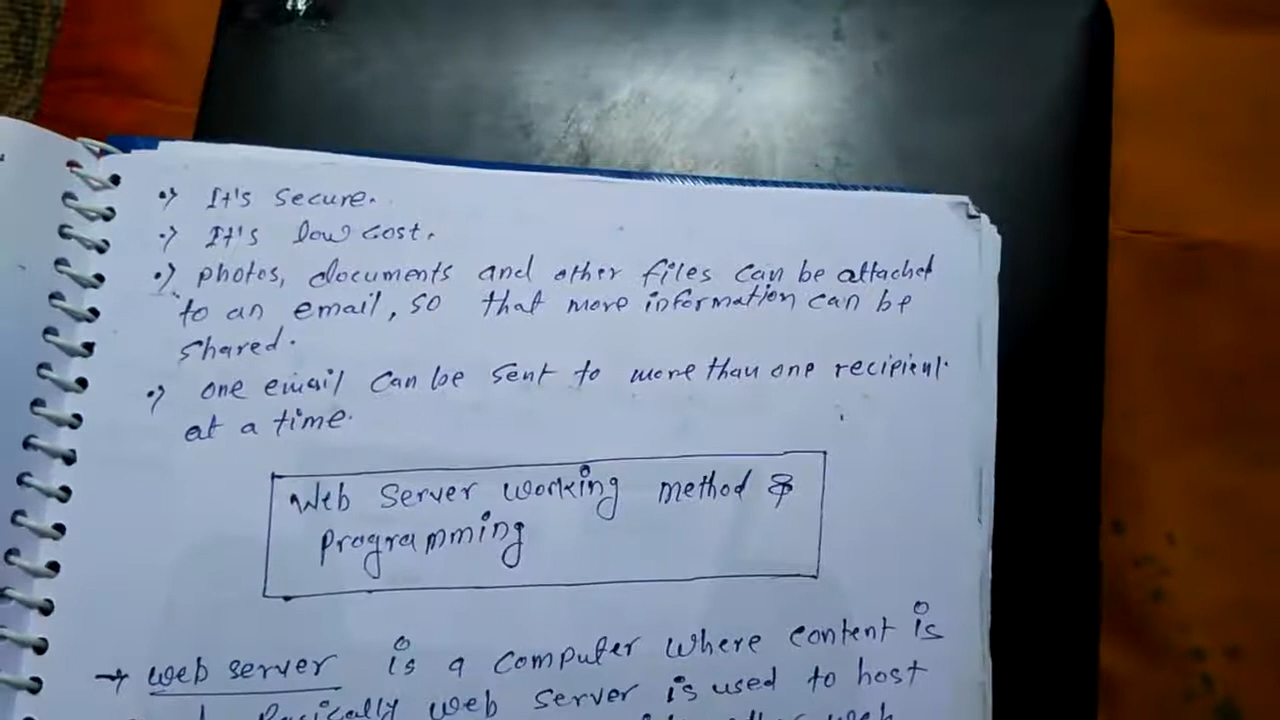 •) It's secure.
•) It's low cost.
•) photos, documents and other files can be attached
to an email, so that more information can be
shared.
•) one email can be sent to more than one recipient.
at a time.
Web Server working method &
programming
→ web server is a computer where content is
Basically web server is used to host
web